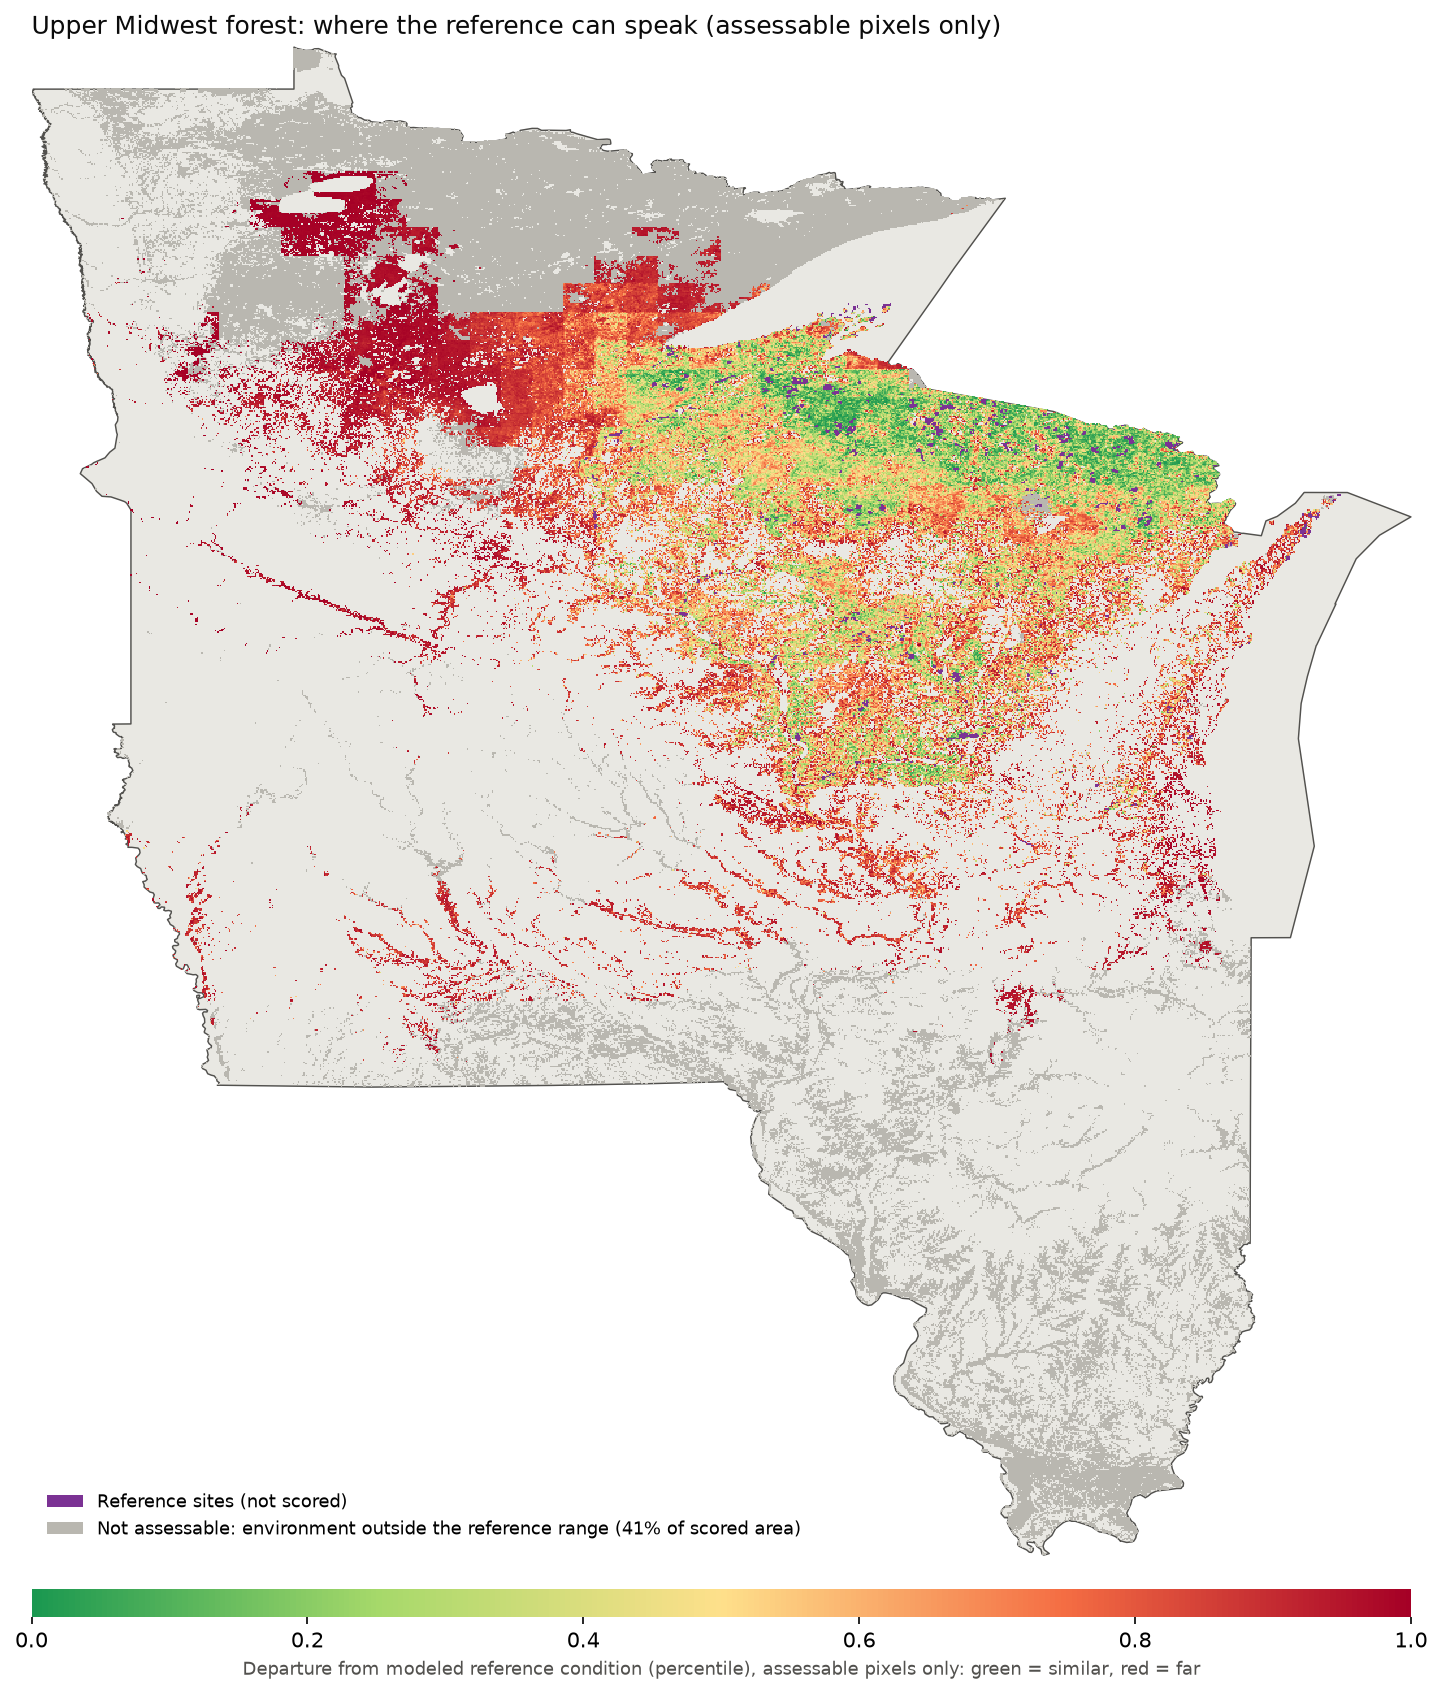 Upper Midwest forest: where the reference can speak (assessable pixels only)
Reference sites (not scored)
Not assessable: environment outside the reference range (41% of scored area)
0.0 0.2 0.4 0.6 0.8 1.0
Departure from modeled reference condition (percentile), assessable pixels only: green = similar, red = far